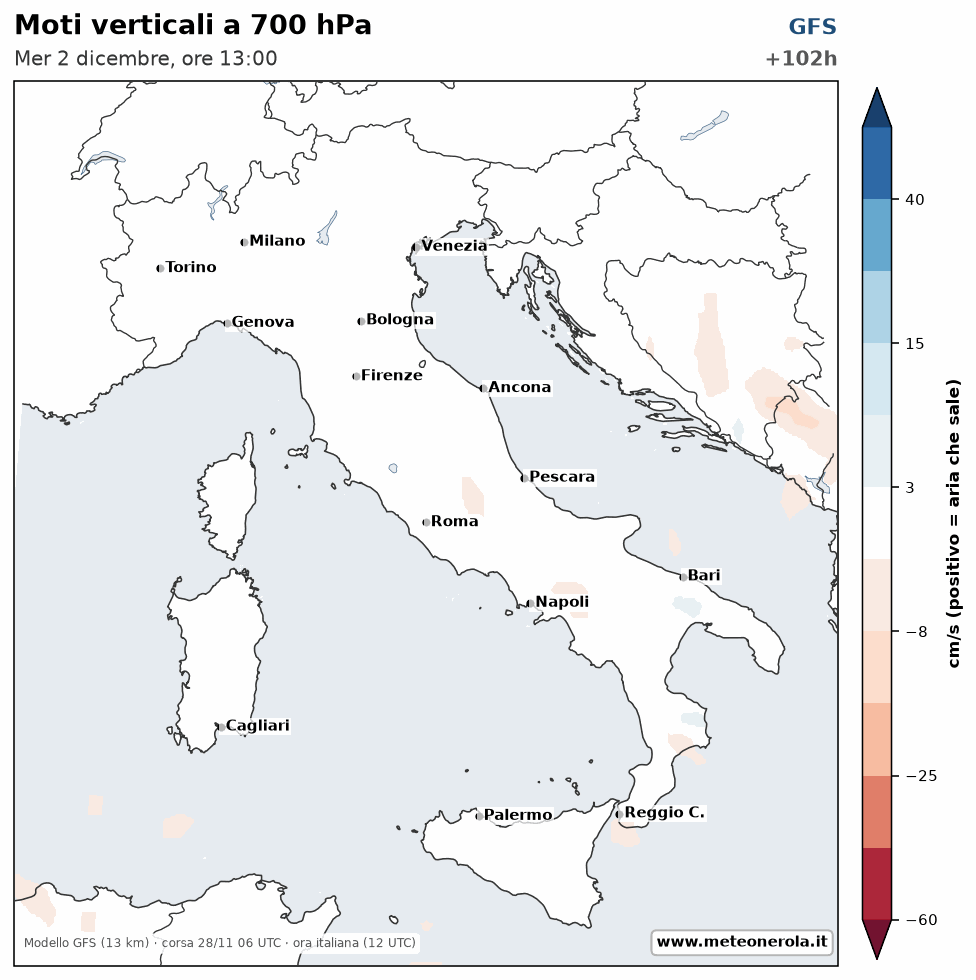 Moti verticali a 700 hPa
GFS
Mer 2 dicembre, ore 13:00
+102h
Milano
Venezia
Torino
Genova
Bologna
Firenze
Ancona
Pescara
Roma
Bari
Napoli
Cagliari
Palermo
Reggio C.
40
15
3
−8
−25
−60
cm/s (positivo = aria che sale)
Modello GFS (13 km) · corsa 28/11 06 UTC · ora italiana (12 UTC)
www.meteonerola.it